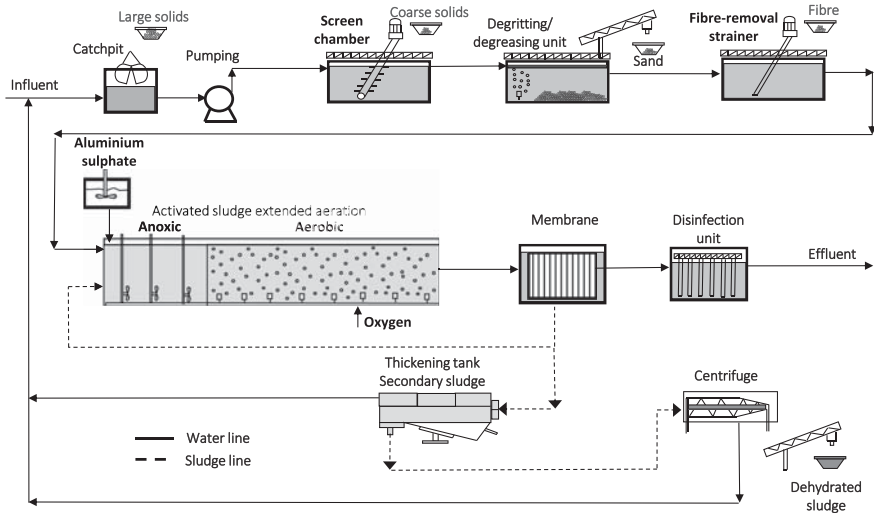 Large solids
Catchpit
Pumping
Screen
chamber
Coarse solids
Degritting/
degreasing unit
Sand
Fibre-removal
strainer
Fibre
Influent
Aluminium
sulphate
Activated sludge extended aeration
Anoxic
Aerobic
Oxygen
Membrane
Disinfection
unit
Effluent
Thickening tank
Secondary sludge
Centrifuge
Water line
Sludge line
Dehydrated
sludge